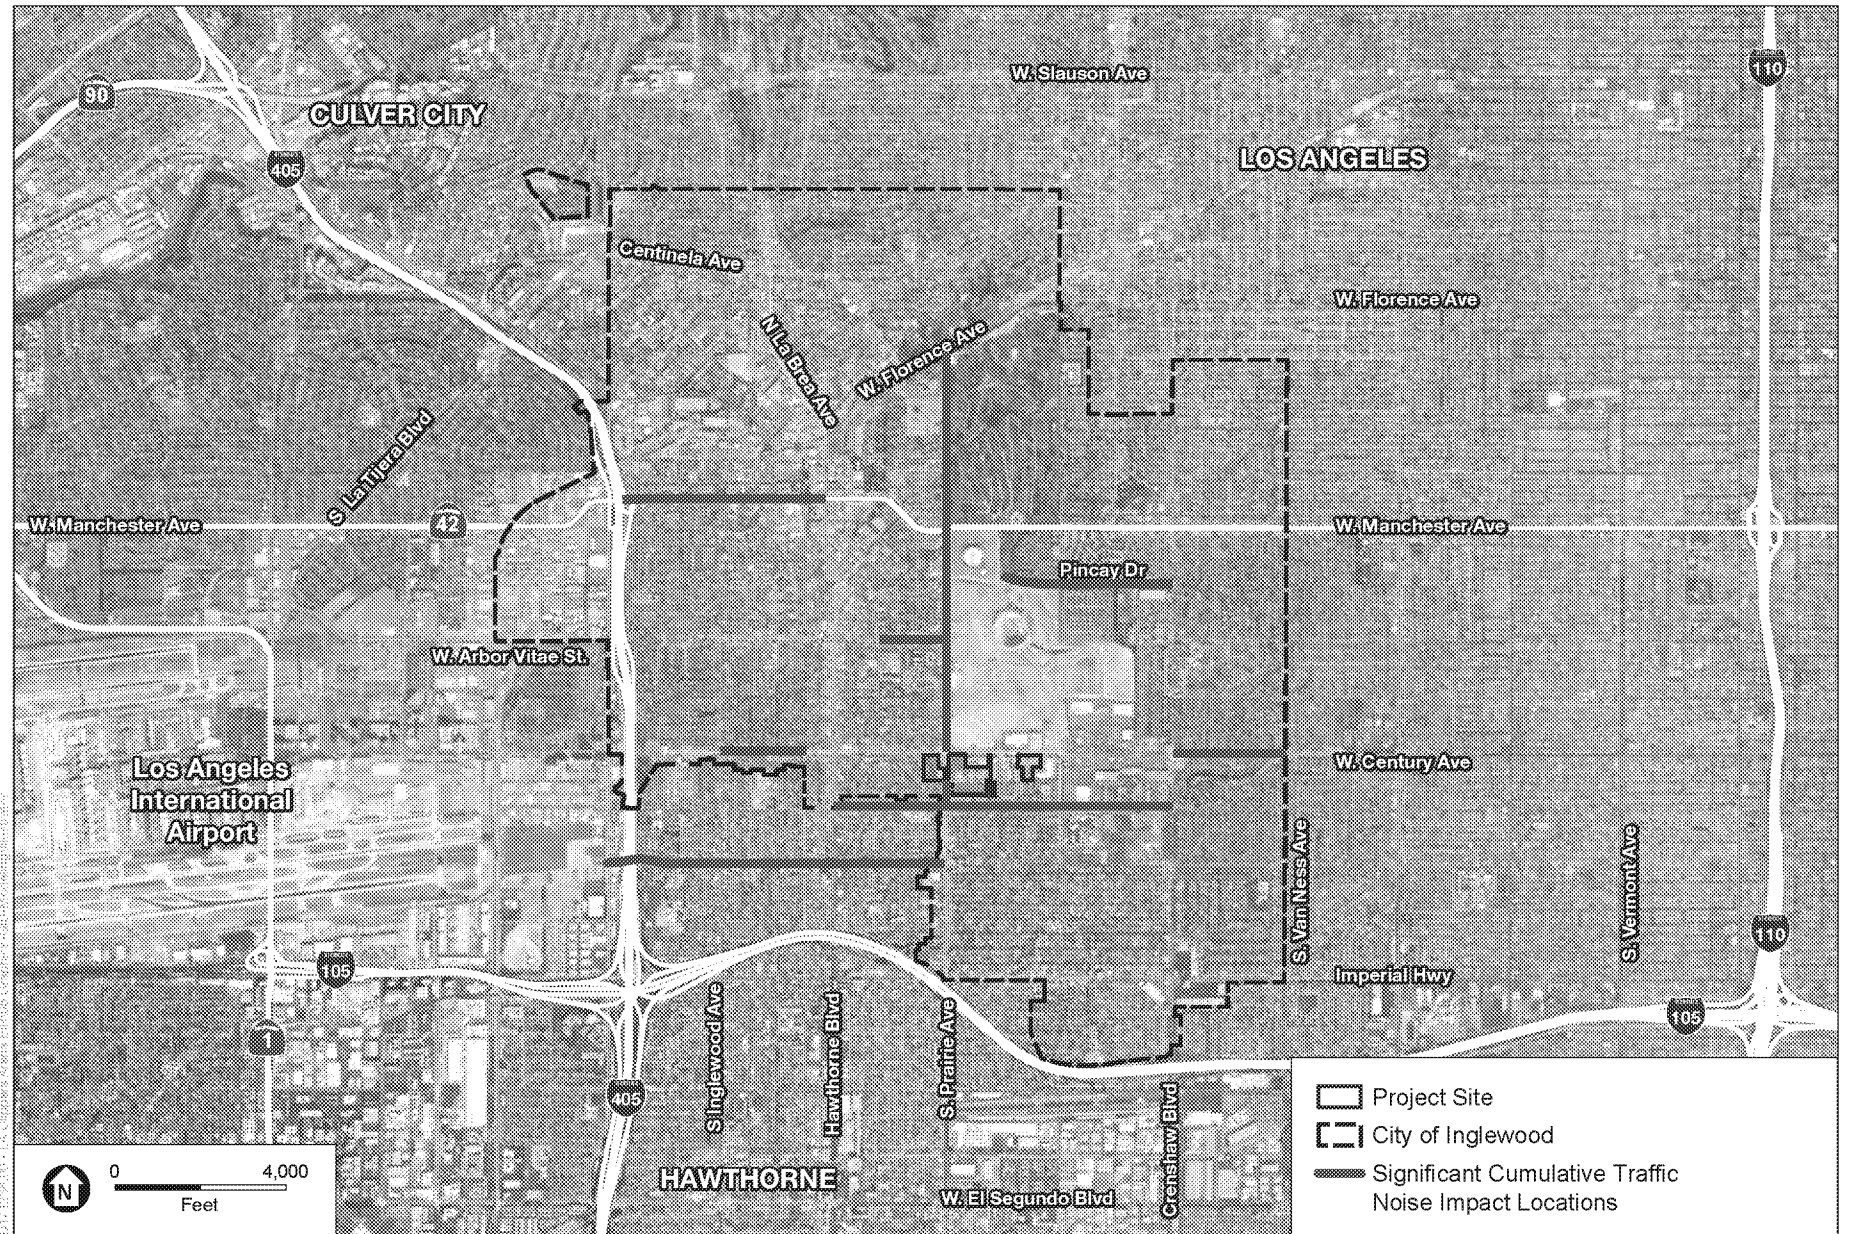 W. Slauson Ave
110
90
CULVER CITY
LOS ANGELES
405
Centinela Ave
W. Florence Ave
N La Brea Ave
W. Florence Ave
S La Tijera Blvd
W. Manchester Ave
42
W. Manchester Ave
Pincay Dr
W. Arbor Vitae St.
Los Angeles
International
Airport
W. Century Ave
S. Van Ness Ave
S. Vermont Ave
110
105
Imperial Hwy
105
1
405
S Inglewood Ave
Hawthorne Blvd
S. Prairie Ave
Crenshaw Blvd
HAWTHORNE
W. El Segundo Blvd
N
0 4,000
Feet
Project Site
City of Inglewood
Significant Cumulative Traffic
Noise Impact Locations